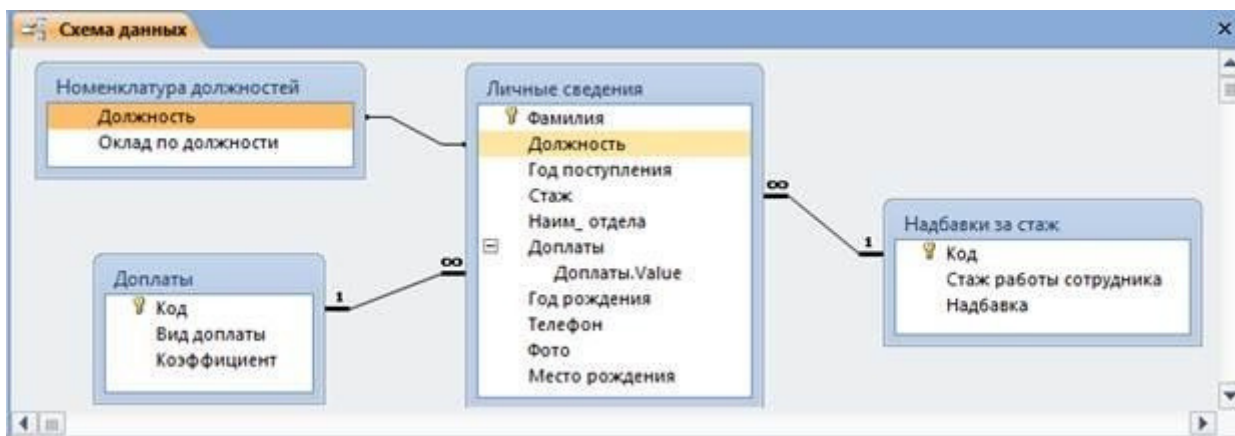 Схема данных
Номенклатура должностей
Должность
Оклад по должности
Личные сведения
Фамилия
Должность
Год поступления
Стаж
Наим_ отдела
Доплаты
Доплаты.Value
Год рождения
Телефон
Фото
Место рождения
∞
1
Надбавки за стаж
Код
Стаж работы сотрудника
Надбавка
Доплаты
Код
Вид доплаты
Коэффициент
1
∞